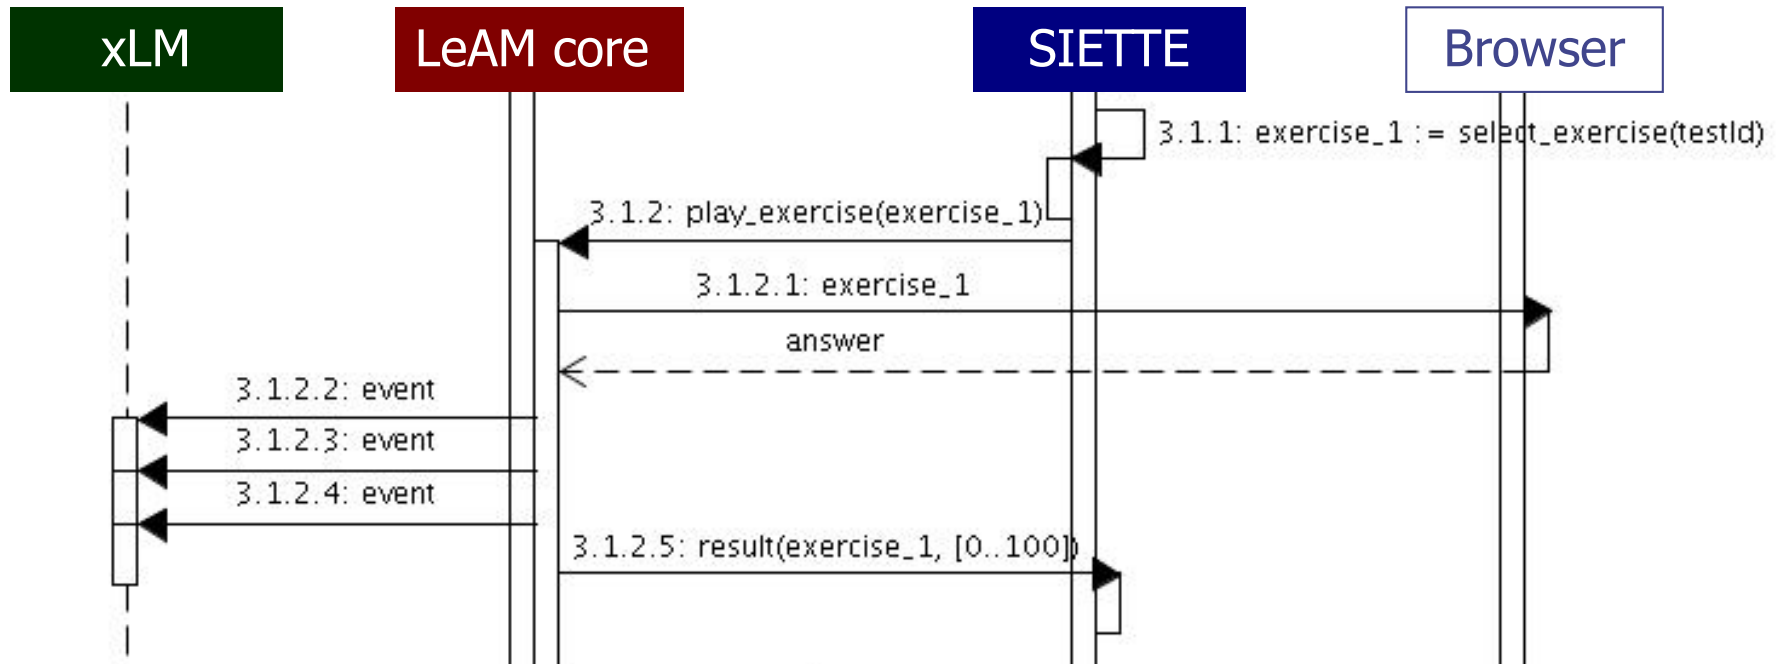 xLM
LeAM core
SIETTE
Browser
3.1.1: exercise_1 := select_exercise(testId)
3.1.2: play_exercise(exercise_1)
3.1.2.1: exercise_1
answer
3.1.2.2: event
3.1.2.3: event
3.1.2.4: event
3.1.2.5: result(exercise_1, [0..100])